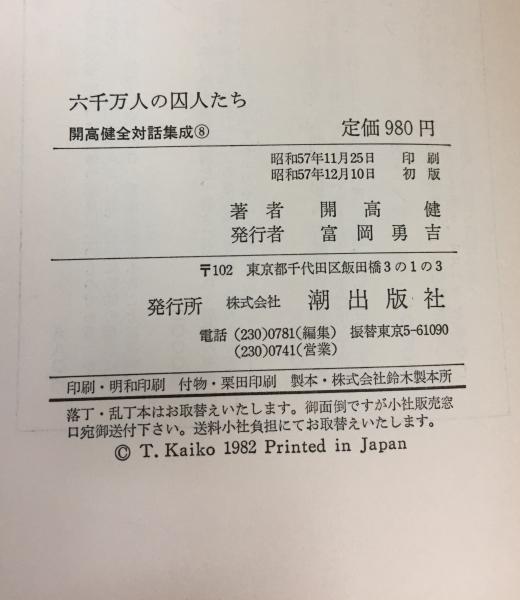 六千万人の囚人たち
開高健全対話集成⑧ 定価980円
昭和57年11月25日 印刷
昭和57年12月10日 初版
著者 開高健
発行者 富岡勇吉
〒102 東京都千代田区飯田橋3の1の3
発行所 株式会社 潮出版社
電話 (230)0781(編集) 振替東京5-61090
(230)0741(営業)
印刷・明和印刷 付物・栗田印刷 製本・株式会社鈴木製本所
落丁・乱丁本はお取替えいたします。御面倒ですが小社販売窓
口宛御送付下さい。送料小社負担にてお取替えいたします。
© T. Kaiko 1982 Printed in Japan